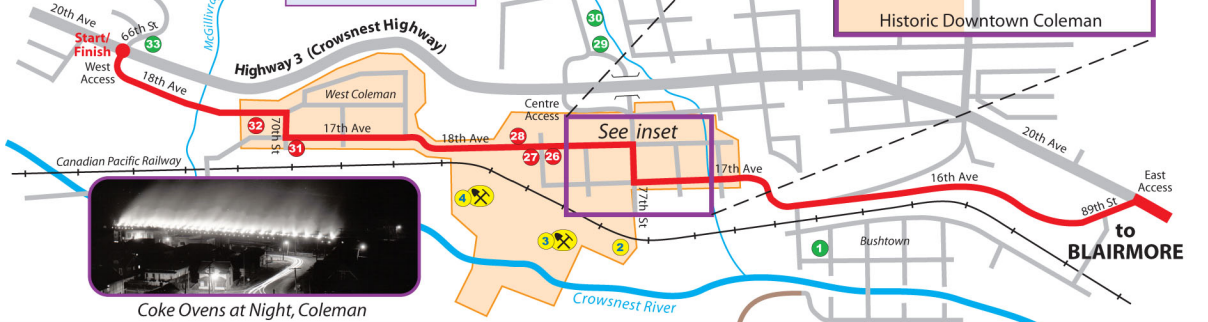 20th Ave
66th St
33
Start/
Finish
West
Access
18th Ave
Highway 3 (Crowsnest Highway)
30
29
Historic Downtown Coleman
West Coleman
32
70th St
31
17th Ave
18th Ave
Centre
Access
28
27
26
See inset
17th Ave
77th St
20th Ave
16th Ave
East
Access
89th St
to
BLAIRMORE
Canadian Pacific Railway
4
3
2
1
Bushtown
Crowsnest River
Coke Ovens at Night, Coleman